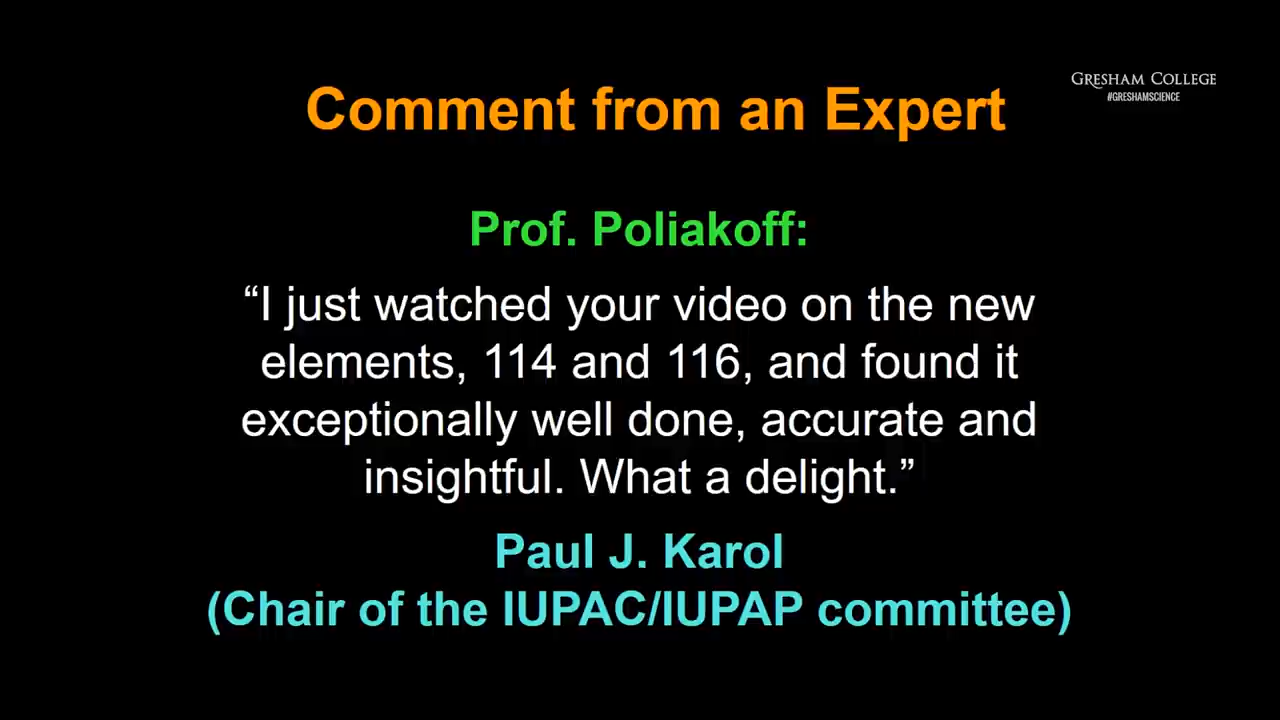 GRESHAM COLLEGE
#GRESHAMSCIENCE
Comment from an Expert
Prof. Poliakoff:
“I just watched your video on the new
elements, 114 and 116, and found it
exceptionally well done, accurate and
insightful. What a delight.”
Paul J. Karol
(Chair of the IUPAC/IUPAP committee)